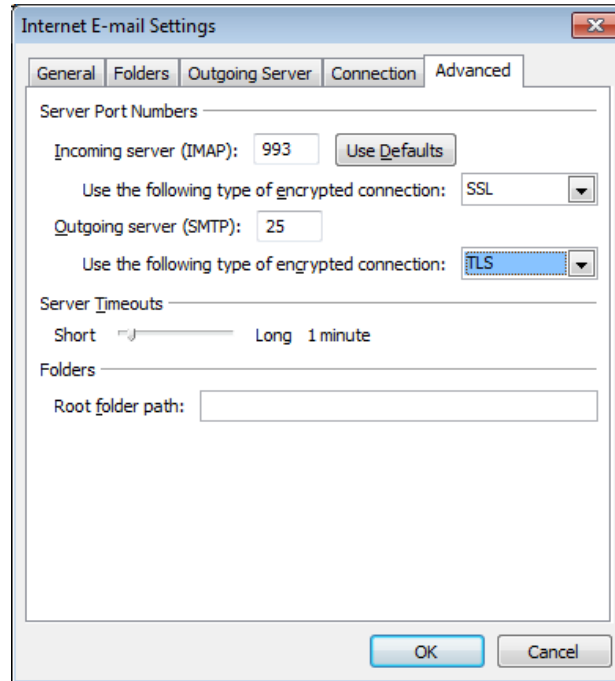 Internet E-mail Settings
General Folders Outgoing Server Connection Advanced
Server Port Numbers
Incoming server (IMAP): 993 Use Defaults
Use the following type of encrypted connection: SSL
Outgoing server (SMTP): 25
Use the following type of encrypted connection: TLS
Server Timeouts
Short Long 1 minute
Folders
Root folder path:
OK Cancel